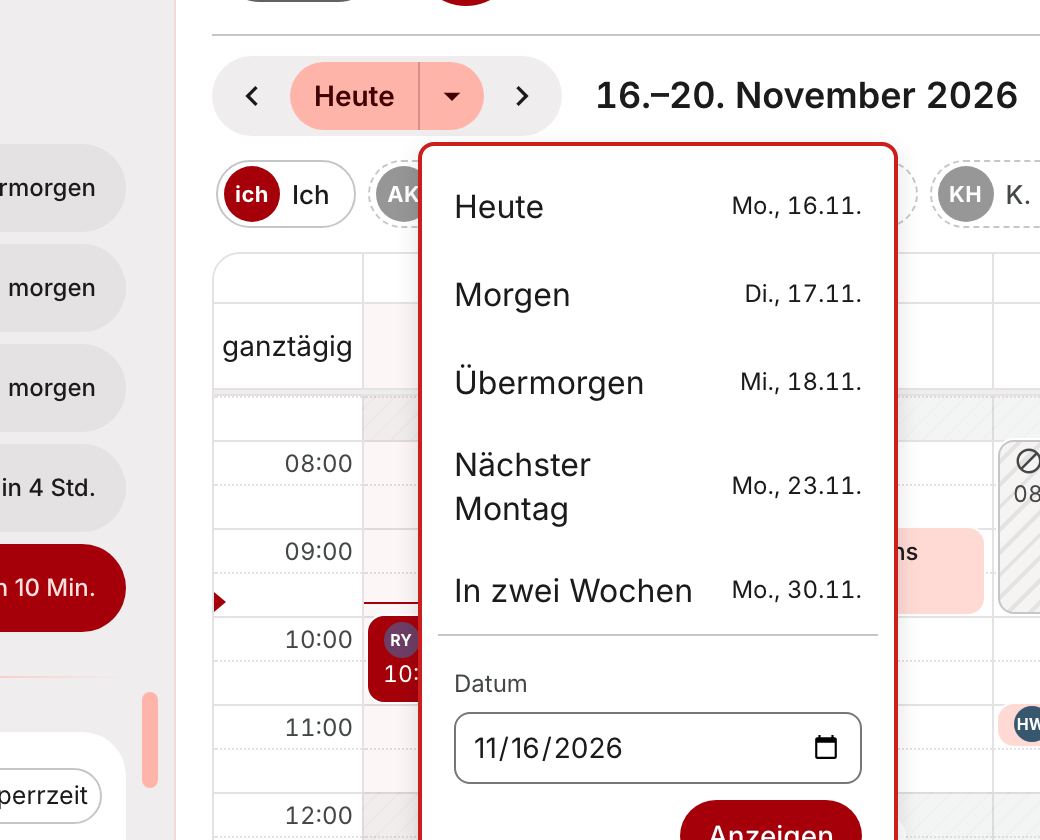 Heute
16.–20. November 2026
ich Ich
AK
KH K.
Heute Mo., 16.11.
Morgen Di., 17.11.
Übermorgen Mi., 18.11.
Nächster
Montag
Mo., 23.11.
In zwei Wochen Mo., 30.11.
Datum
11/16/2026
Anzeigen
morgen
morgen
in 4 Std.
10 Min.
ganztägig
08:00
09:00
10:00
11:00
12:00
RY
10:
08
HW